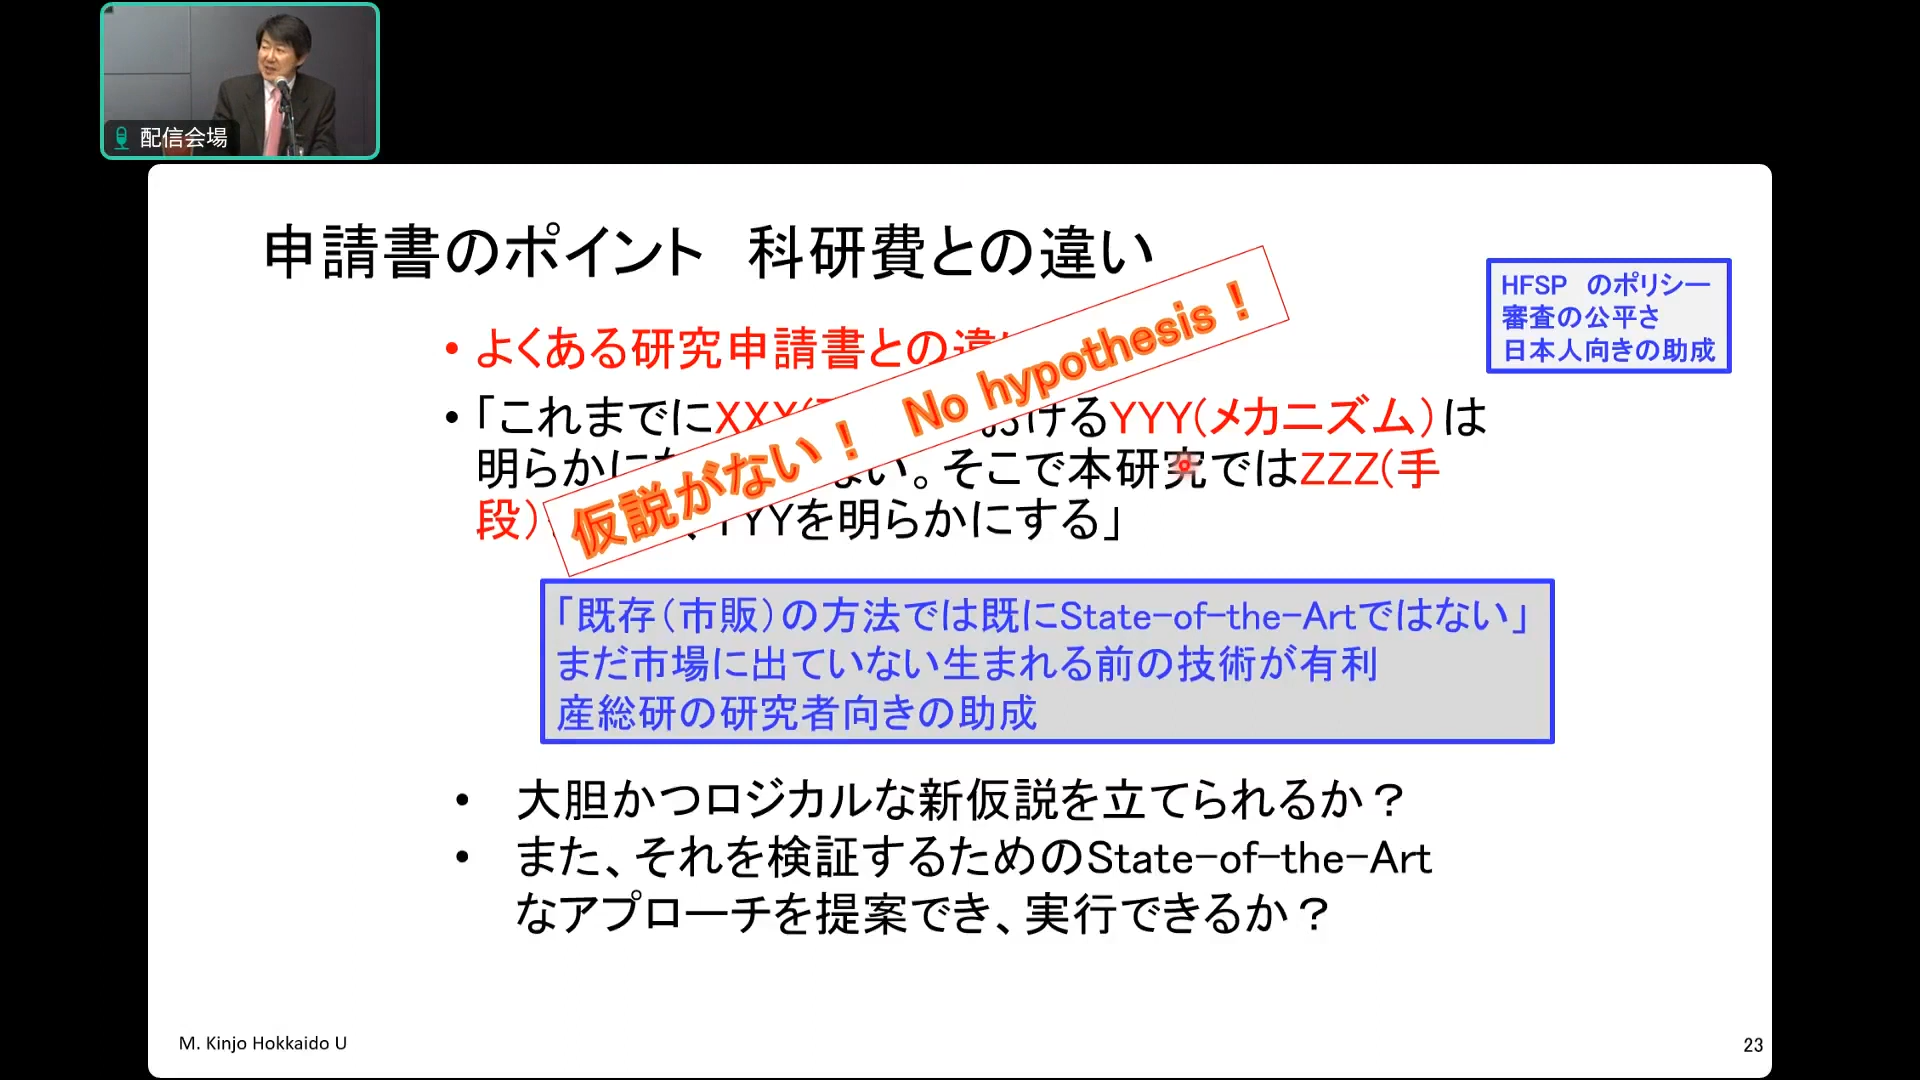 配信会場
申請書のポイント 科研費との違い
HFSP のポリシー
審査の公平さ
日本人向きの助成
• よくある研究申請書との違
仮説がない! No hypothesis!
• 「これまでにXXX おけるYYY(メカニズム)は
明らかに ない。そこで本研究ではZZZ(手
段) 、YYYを明らかにする」
「既存(市販)の方法では既にState-of-the-Artではない」
まだ市場に出ていない生まれる前の技術が有利
産総研の研究者向きの助成
• 大胆かつロジカルな新仮説を立てられるか?
• また、それを検証するためのState-of-the-Art
なアプローチを提案でき、実行できるか?
M. Kinjo Hokkaido U
23